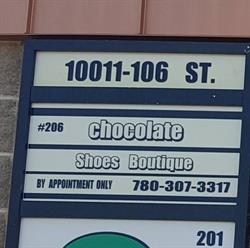 10011-106 ST.
#206 chocolate
Shoes Boutique
BY APPOINTMENT ONLY 780-307-3317
201